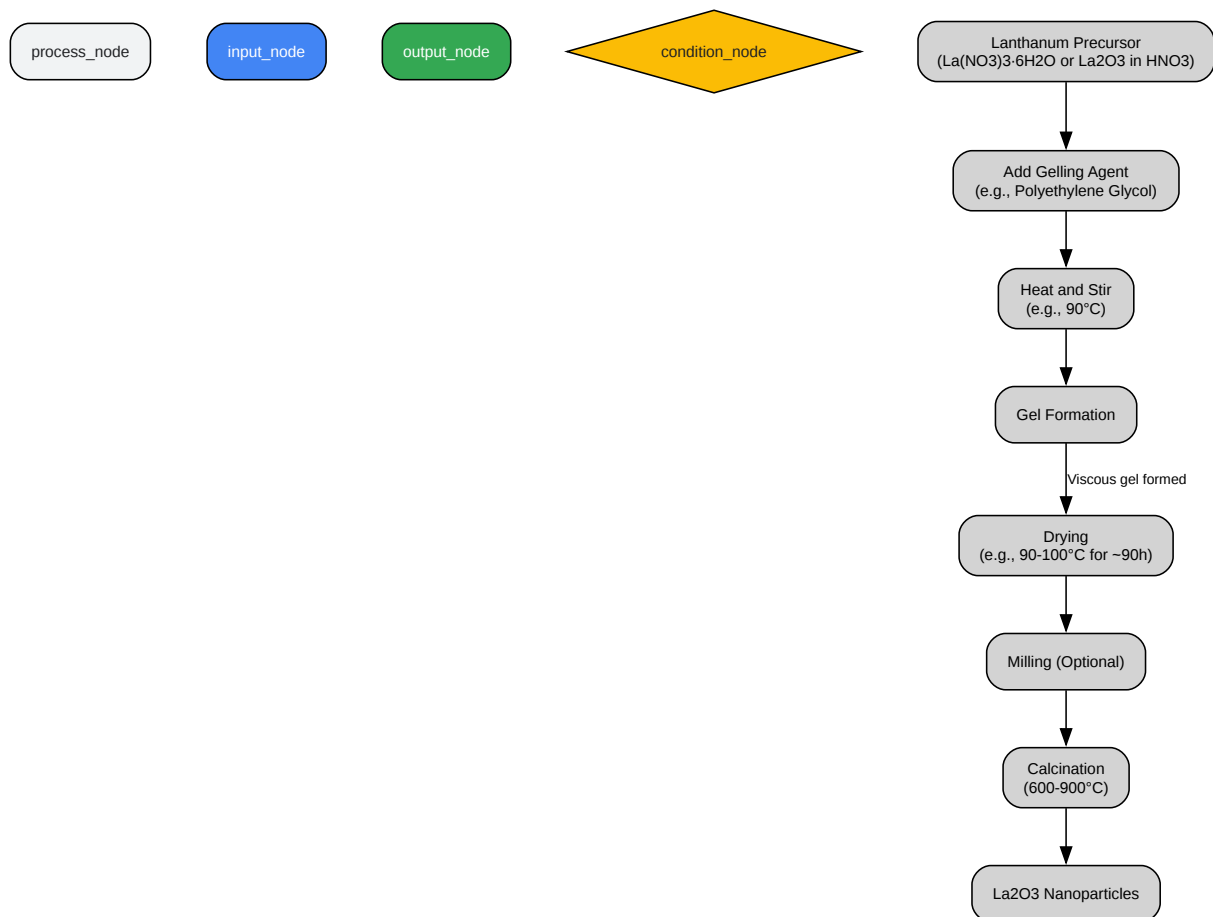 process_node
input_node
output_node
condition_node
Lanthanum Precursor
(La(NO3)3·6H2O or La2O3 in HNO3)
Add Gelling Agent
(e.g., Polyethylene Glycol)
Heat and Stir
(e.g., 90°C)
Gel Formation
Viscous gel formed
Drying
(e.g., 90-100°C for ~90h)
Milling (Optional)
Calcination
(600-900°C)
La2O3 Nanoparticles